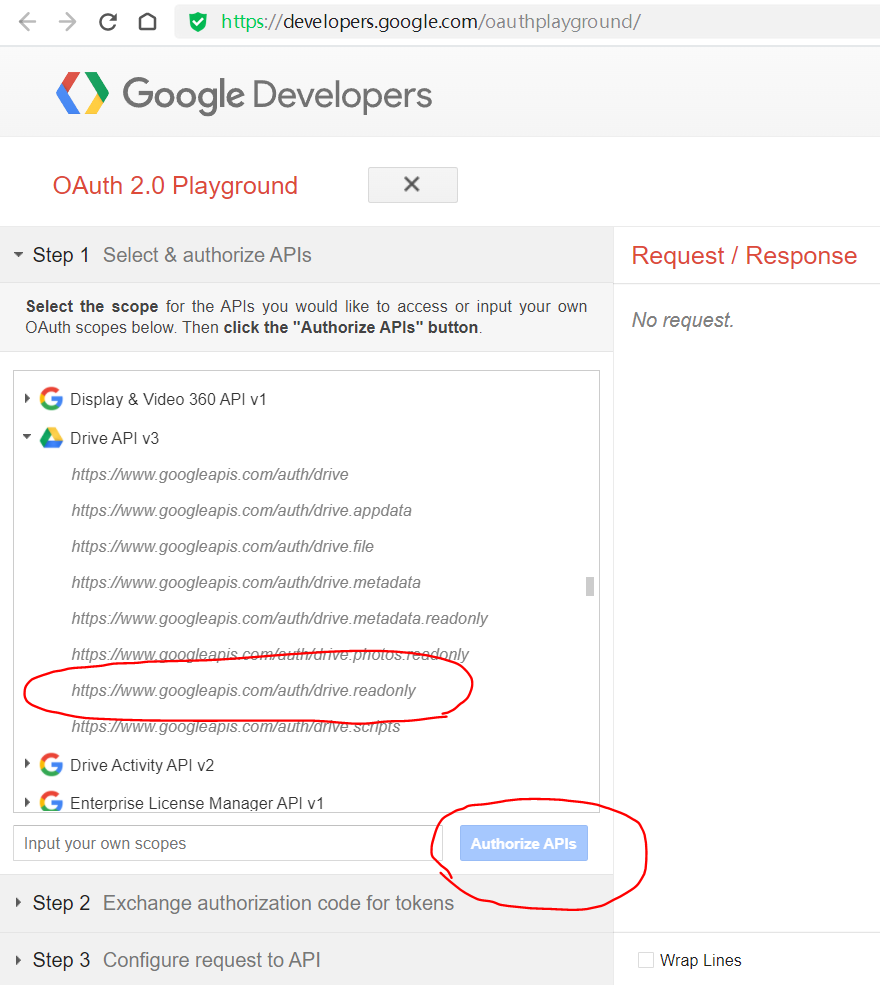 https://developers.google.com/oauthplayground/
Google Developers
OAuth 2.0 Playground
Step 1 Select & authorize APIs
Select the scope for the APIs you would like to access or input your own
OAuth scopes below. Then click the "Authorize APIs" button.
Display & Video 360 API v1
Drive API v3
https://www.googleapis.com/auth/drive
https://www.googleapis.com/auth/drive.appdata
https://www.googleapis.com/auth/drive.file
https://www.googleapis.com/auth/drive.metadata
https://www.googleapis.com/auth/drive.metadata.readonly
https://www.googleapis.com/auth/drive.photos.readonly
https://www.googleapis.com/auth/drive.readonly
https://www.googleapis.com/auth/drive.scripts
Drive Activity API v2
Enterprise License Manager API v1
Input your own scopes
Authorize APIs
Step 2 Exchange authorization code for tokens
Step 3 Configure request to API
Request / Response
No request.
Wrap Lines